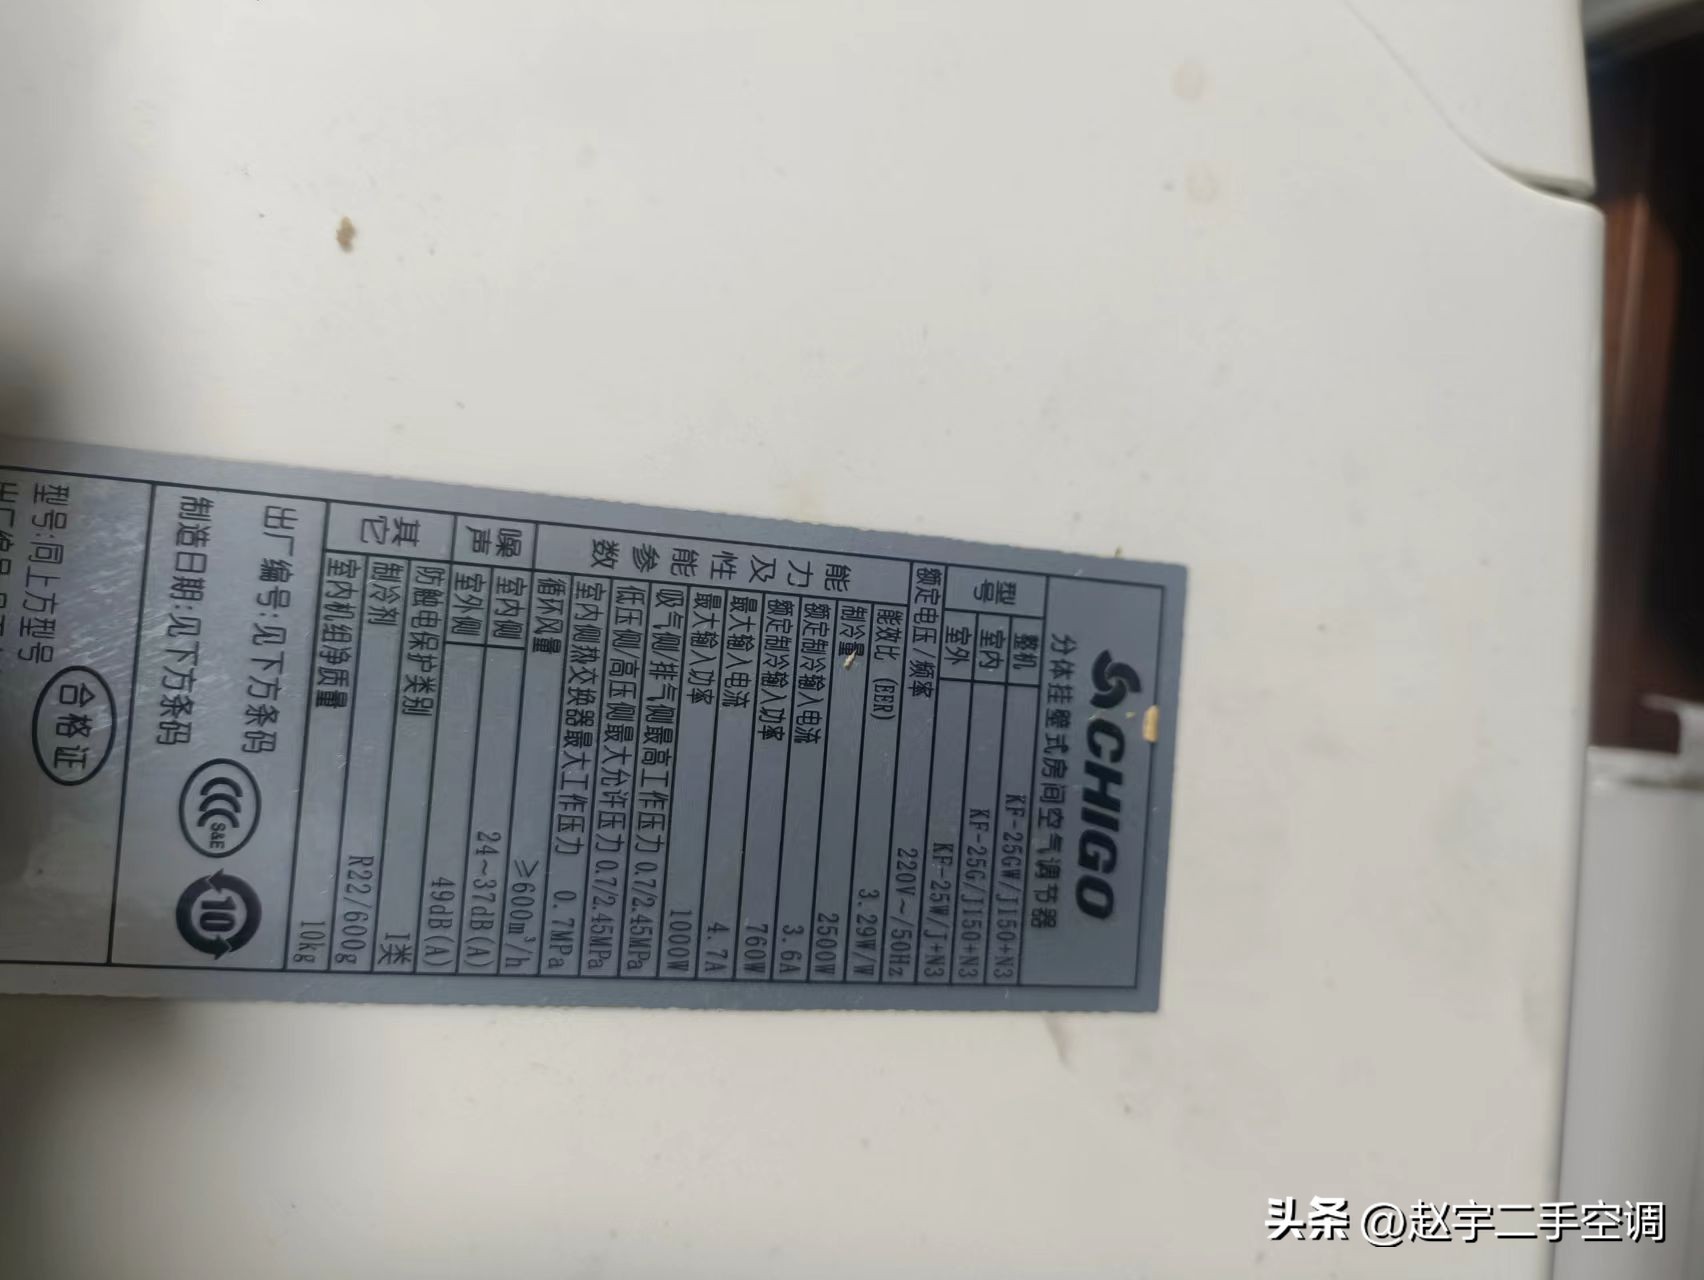 CHIGO
分体挂壁式房间空气调节器
型号 整机 KF-25GW/J150+N3
室内 KF-25G/J150+N3
室外 KF-25W/J+N3
额定电压/频率 220V~/50Hz
能力及性能参数
能效比(EER) 3.29W/W
制冷量 2500W
额定制冷输入电流 3.6A
额定制冷输入功率 760W
最大输入电流 4.7A
最大输入功率 1000W
吸气侧/排气侧最高工作压力 0.7/2.45MPa
低压侧/高压侧最大允许压力 0.7/2.45MPa
室内侧热交换器最大工作压力 0.7MPa
循环风量 ≥600m³/h
噪声 室内侧 24~37dB(A)
室外侧 49dB(A)
其它 防触电保护类别 I类
制冷剂 R22/600g
室内机组净质量 10kg
出厂编号:见下方条码
制造日期:见下方条码
S&E
10
型号:同上方型号
合格证
头条 @赵宇二手空调